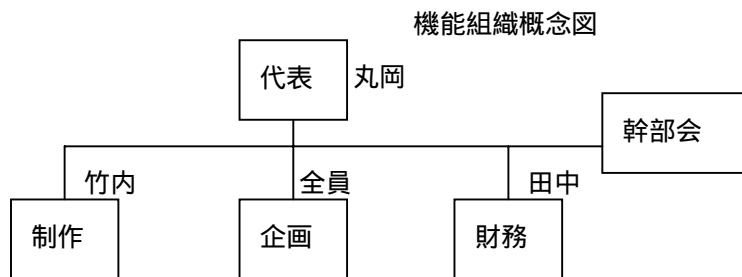 機能組織概念図
代表 丸岡
幹部会
竹内 全員 田中
制作 企画 財務